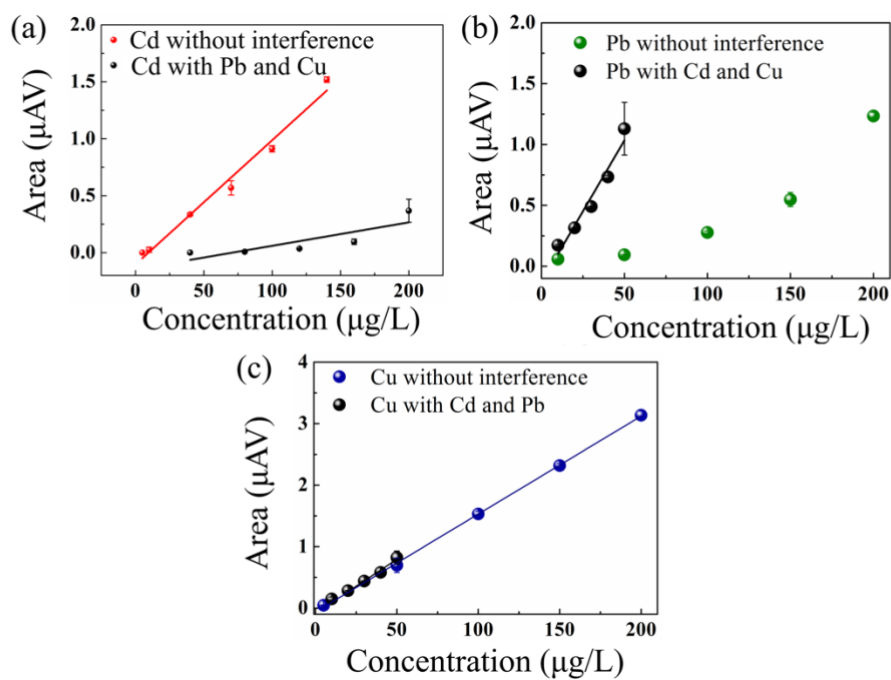 (a)
Cd without interference
Cd with Pb and Cu
2.0
1.5
1.0
0.5
0.0
Area (µAV)
0 50 100 150 200
Concentration (µg/L)
(b)
Pb without interference
Pb with Cd and Cu
2.0
1.5
1.0
0.5
0.0
Area (µAV)
0 50 100 150 200
Concentration (µg/L)
(c)
Cu without interference
Cu with Cd and Pb
4
3
2
1
0
Area (µAV)
0 50 100 150 200
Concentration (µg/L)